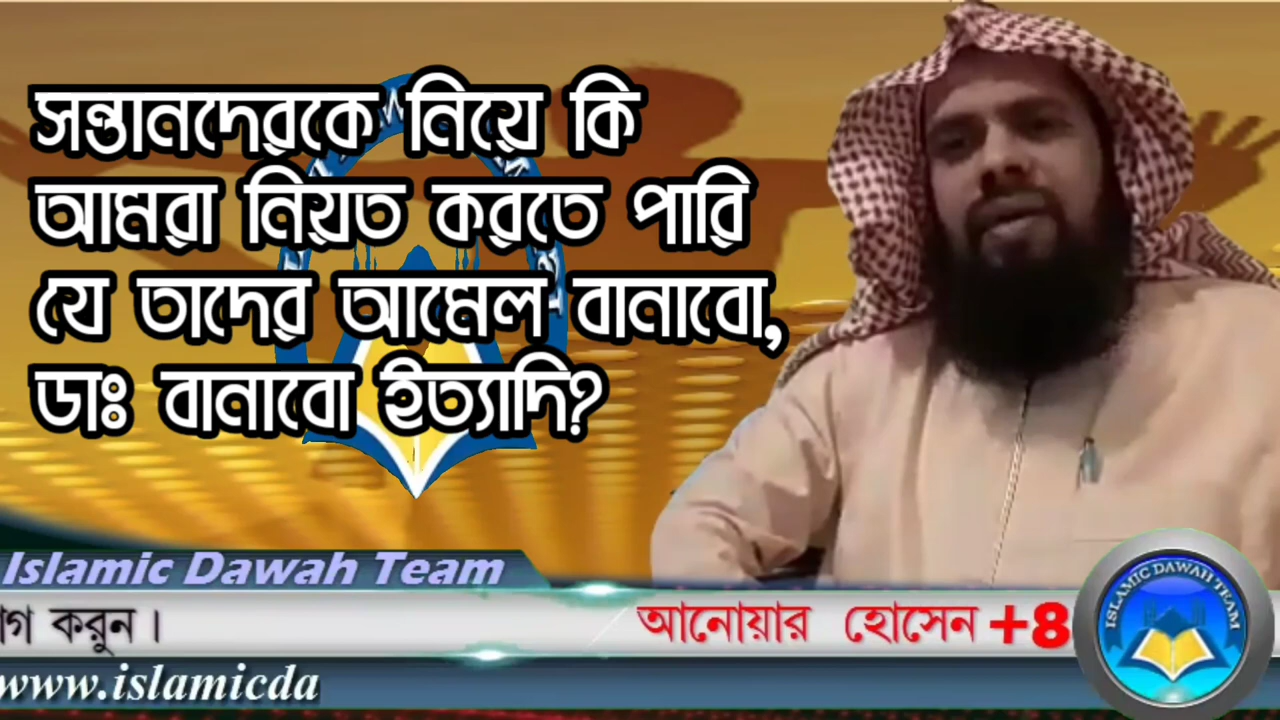 সন্তানদেরকে নিয়ে কি
আমরা নিয়ত করতে পারি
যে তাদের আমেল বানাবো,
ডাঃ বানাবো ইত্যাদি?
Islamic Dawah Team
াগ করুন। আনোয়ার হোসেন +8
www.islamicda
ISLAMIC DAWAH TEAM